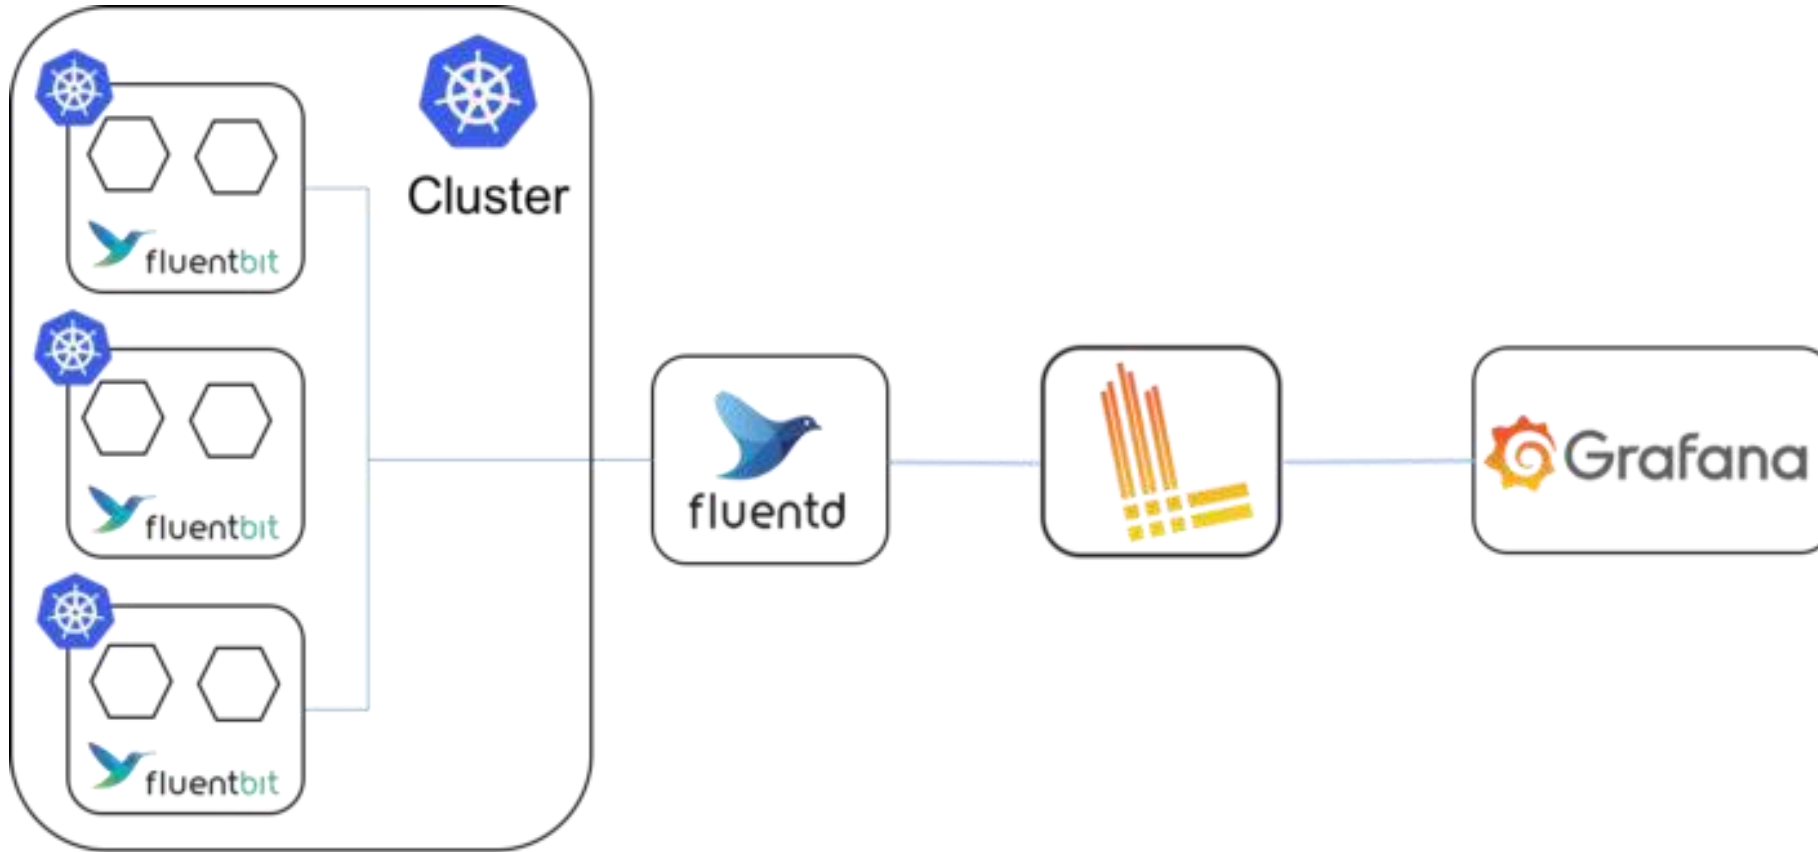 Cluster
fluentbit
fluentbit
fluentbit
fluentd
Grafana